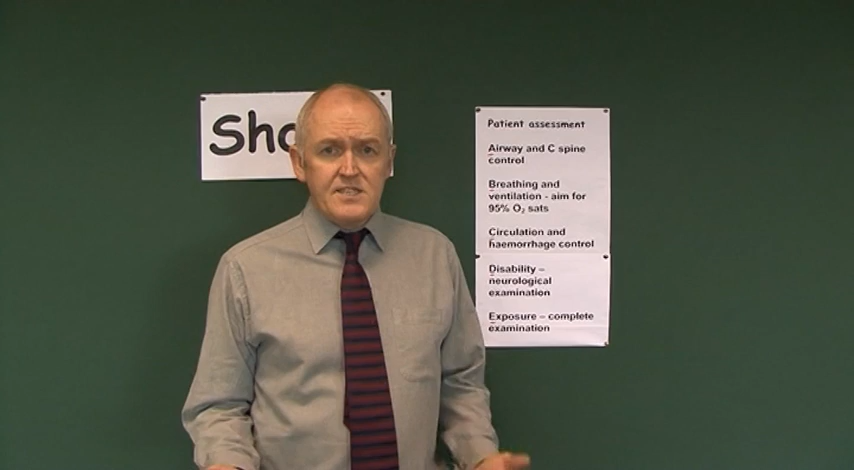 Sho
Patient assessment
Airway and C spine
control
Breathing and
ventilation - aim for
95% O₂ sats
Circulation and
haemorrhage control
Disability –
neurological
examination
Exposure – complete
examination